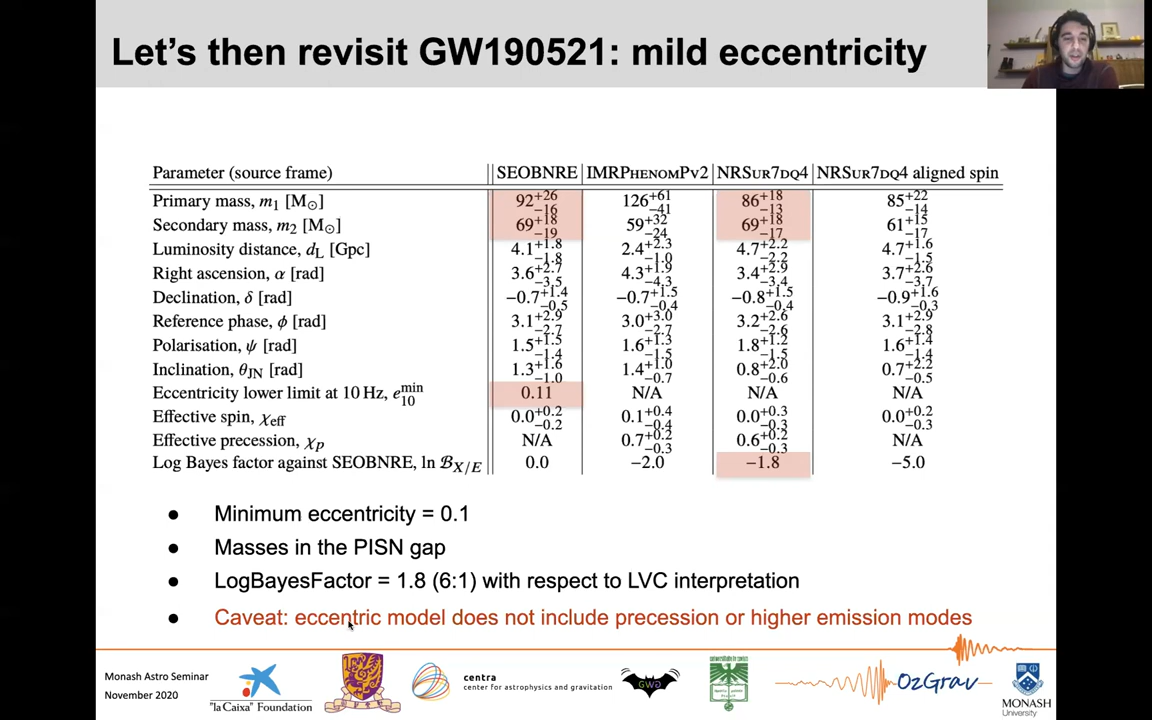 Let's then revisit GW190521: mild eccentricity
Parameter (source frame) SEOBNRE IMRPhenomPv2 NRSur7dq4 NRSur7dq4 aligned spin
Primary mass, m₁ [M☉] 92+26−16 126+61−41 86+18−13 85+22−14
Secondary mass, m₂ [M☉] 69+18−19 59+32−24 69+18−17 61+15−17
Luminosity distance, dL [Gpc] 4.1+1.8−1.8 2.4+2.3−1.0 4.7+2.2−2.2 4.7+1.6−1.5
Right ascension, α [rad] 3.6+2.7−3.5 4.3+1.9−4.3 3.4+2.9−3.4 3.7+2.6−3.7
Declination, δ [rad] −0.7+1.4−0.5 −0.7+1.5−0.4 −0.8+1.5−0.4 −0.9+1.6−0.3
Reference phase, ϕ [rad] 3.1+2.9−2.7 3.0+3.0−2.7 3.2+2.6−2.6 3.1+2.9−2.8
Polarisation, ψ [rad] 1.5+1.5−1.4 1.6+1.3−1.5 1.8+1.2−1.5 1.6+1.4−1.4
Inclination, θJN [rad] 1.3+1.6−1.0 1.4+1.0−0.7 0.8+2.0−0.6 0.7+2.2−0.5
Eccentricity lower limit at 10 Hz, e₁₀min 0.11 N/A N/A N/A
Effective spin, χeff 0.0+0.2−0.2 0.1+0.4−0.4 0.0+0.3−0.3 0.0+0.2−0.3
Effective precession, χp N/A 0.7+0.2−0.3 0.6+0.2−0.3 N/A
Log Bayes factor against SEOBNRE, ln ℬX/E 0.0 −2.0 −1.8 −5.0
● Minimum eccentricity = 0.1
● Masses in the PISN gap
● LogBayesFactor = 1.8 (6:1) with respect to LVC interpretation
● Caveat: eccentric model does not include precession or higher emission modes
Monash Astro Seminar
November 2020
"la Caixa" Foundation
centra
center for astrophysics and gravitation
GWG
OzGrav
MONASH
University